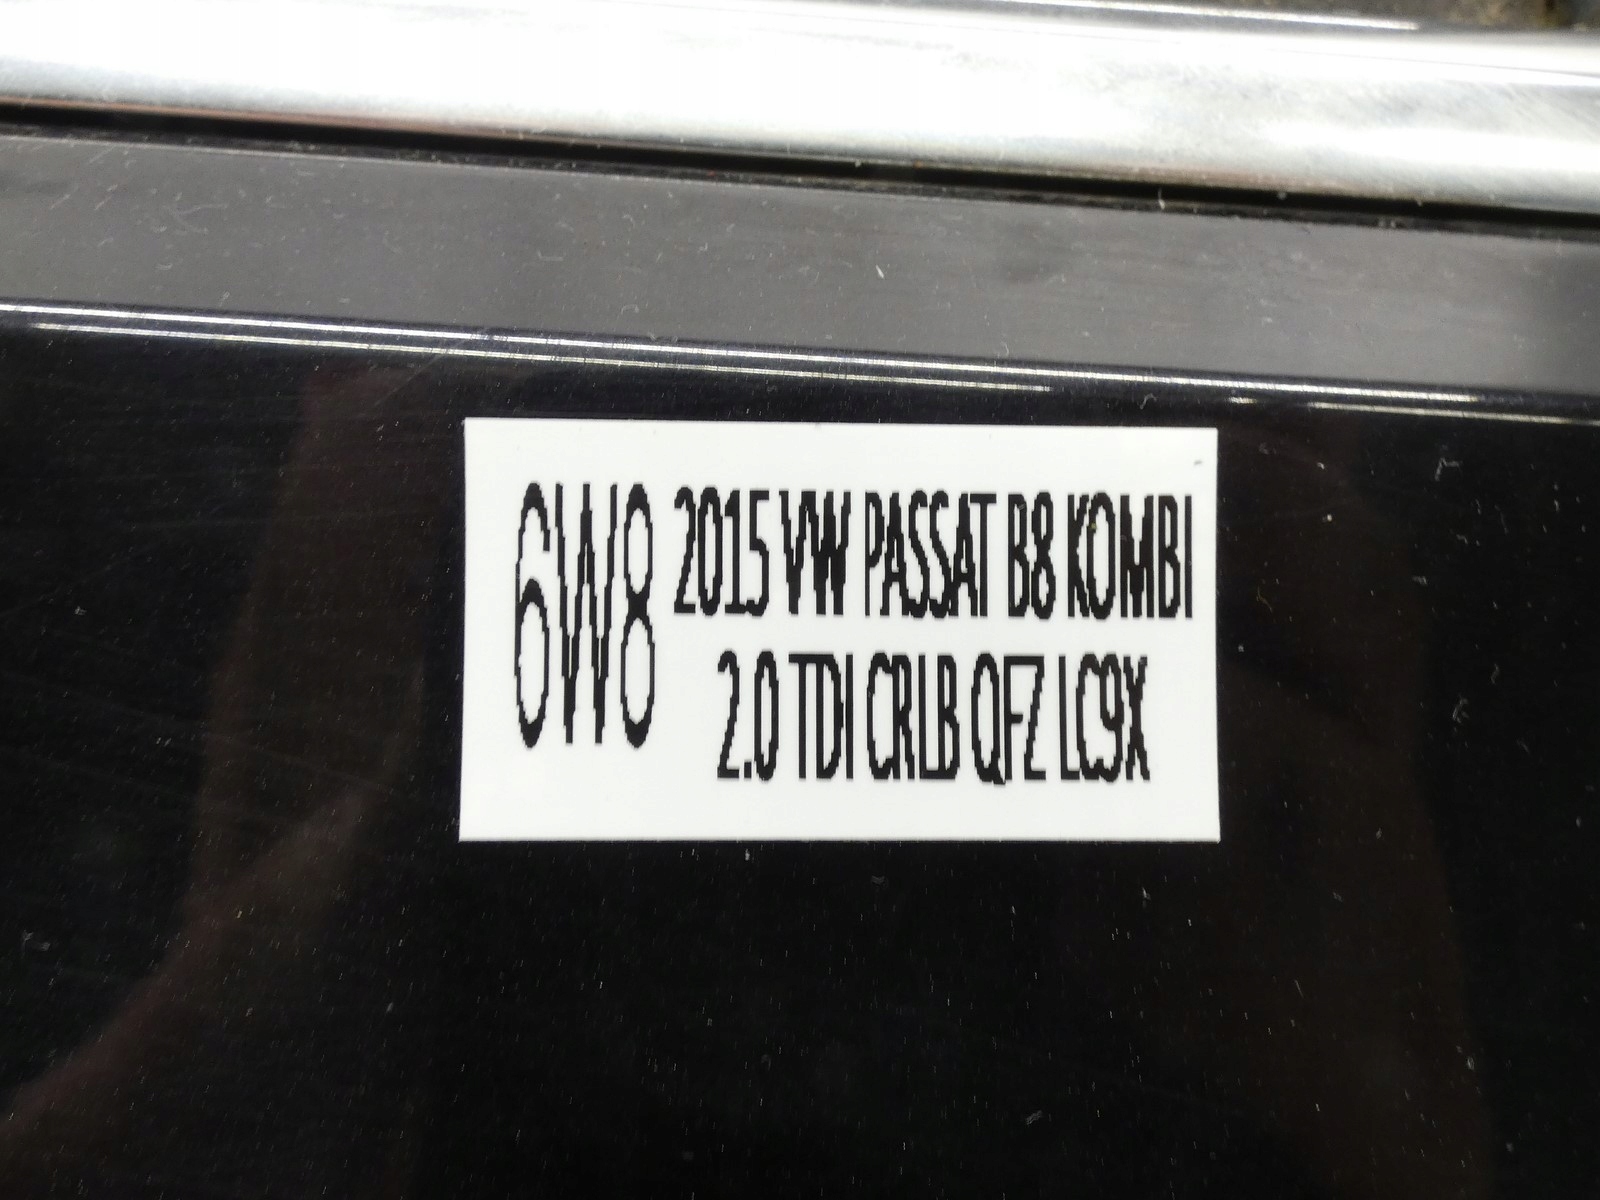 6W8
2015 VW PASSAT B8 KOMBI
2.0 TDI CRLB QFZ LC9X